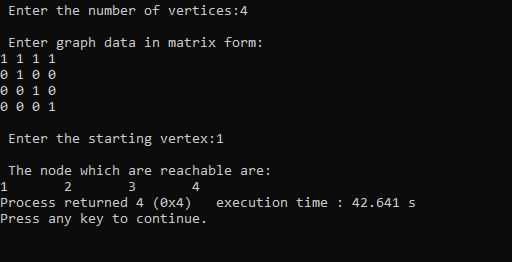 Enter the number of vertices:4
Enter graph data in matrix form:
1 1 1 1
0 1 0 0
0 0 1 0
0 0 0 1
Enter the starting vertex:1
The node which are reachable are:
1       2       3       4
Process returned 4 (0x4)   execution time : 42.641 s
Press any key to continue.